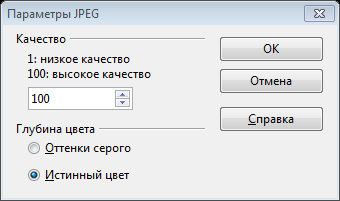 Параметры JPEG
Качество
1: низкое качество
100: высокое качество
100
Глубина цвета
Оттенки серого
Истинный цвет
OK
Отмена
Справка